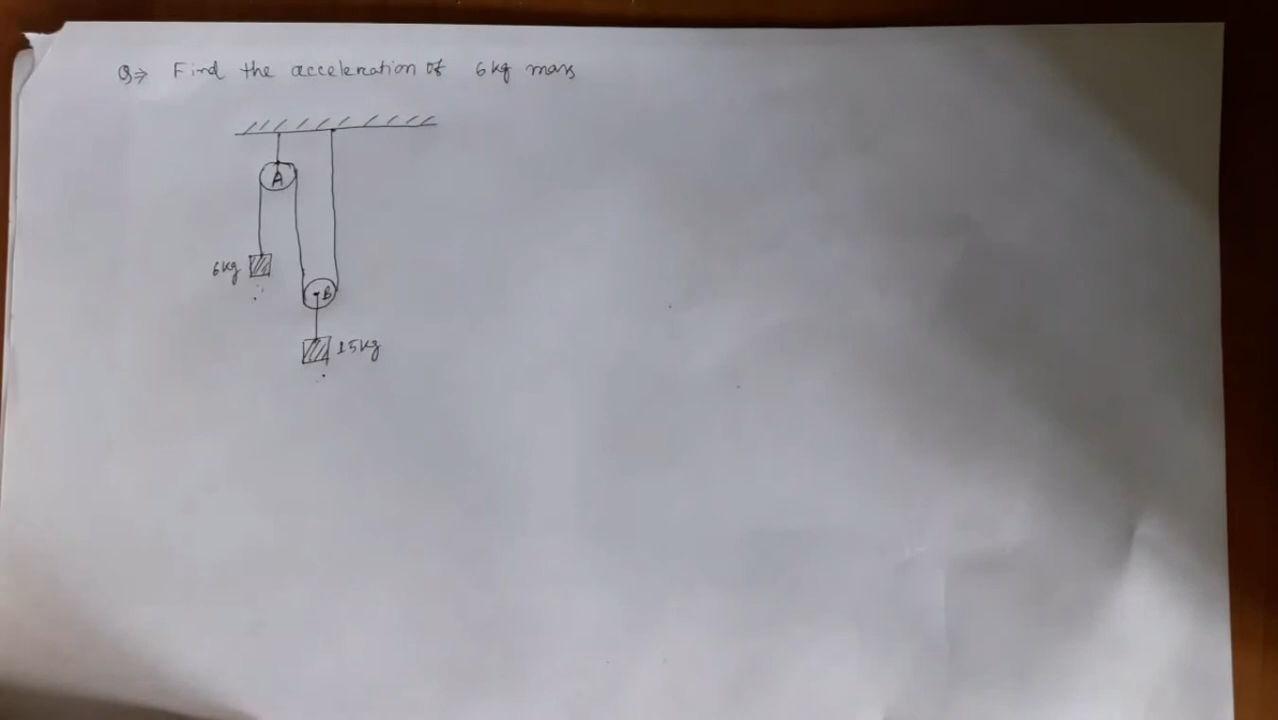 Q⇒ Find the acceleration of 6kg mass
A
6kg
B
15kg